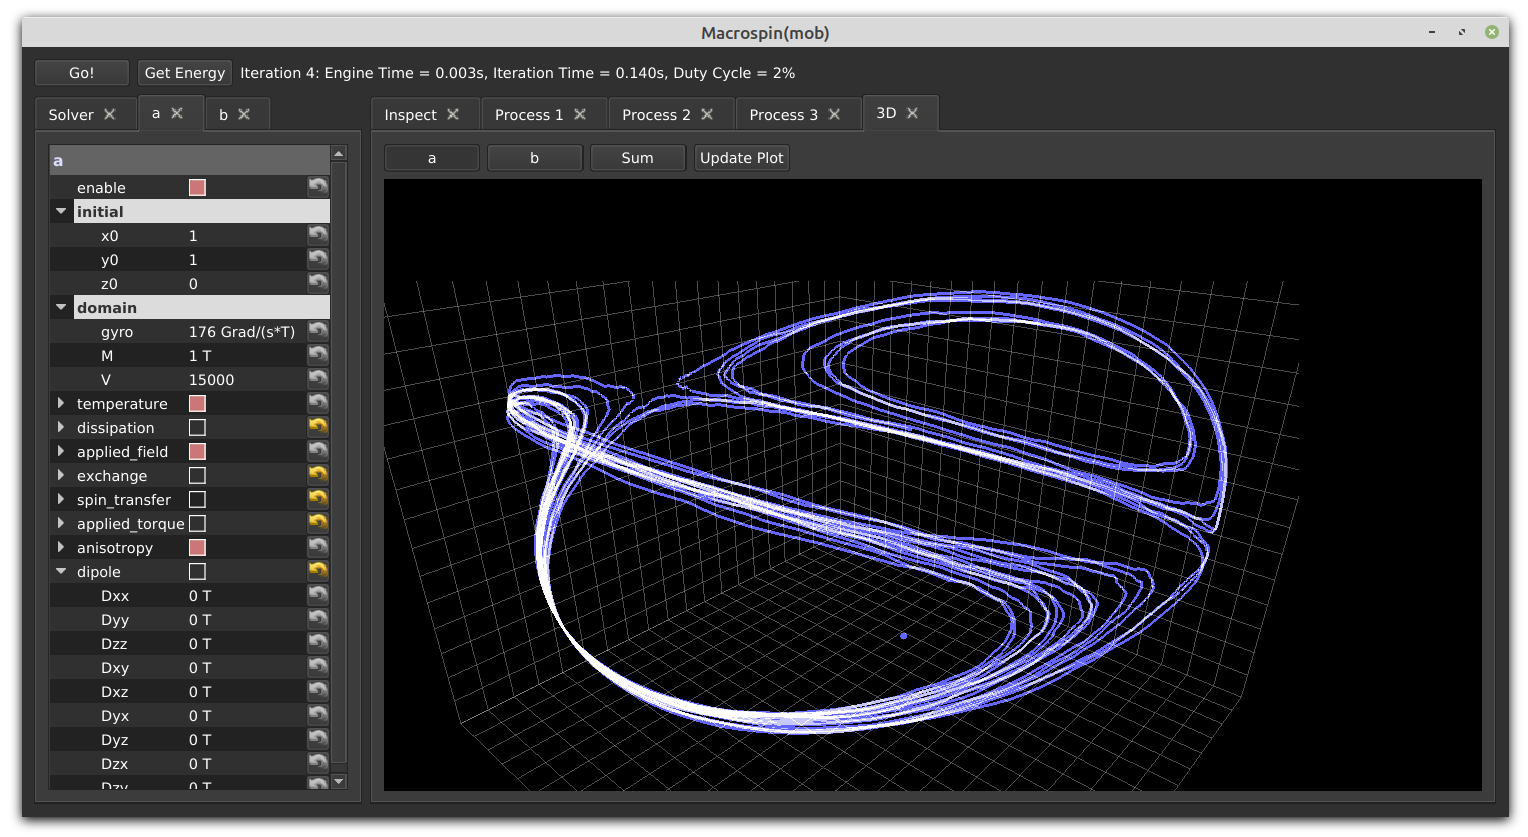 Macrospin(mob)
Go! Get Energy Iteration 4: Engine Time = 0.003s, Iteration Time = 0.140s, Duty Cycle = 2%
Solver a b
Inspect Process 1 Process 2 Process 3 3D
a b Sum Update Plot
a
enable
initial
x0 1
y0 1
z0 0
domain
gyro 176 Grad/(s*T)
M 1 T
V 15000
temperature
dissipation
applied_field
exchange
spin_transfer
applied_torque
anisotropy
dipole
Dxx 0 T
Dyy 0 T
Dzz 0 T
Dxy 0 T
Dxz 0 T
Dyx 0 T
Dyz 0 T
Dzx 0 T
Dzy 0 T